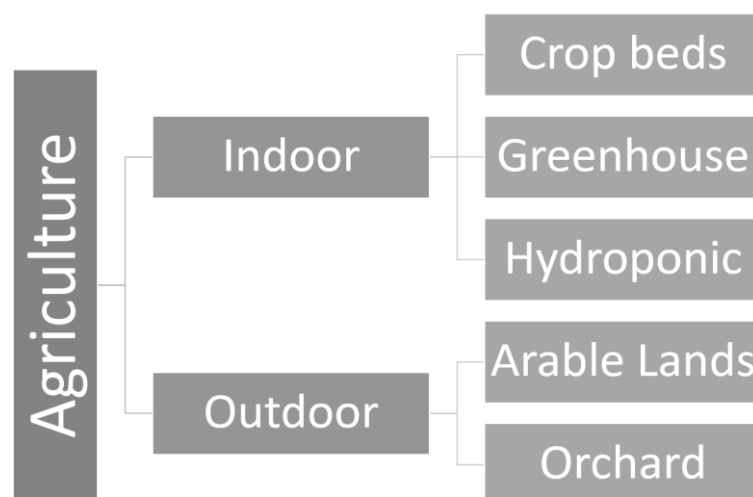 Agriculture
Indoor
Crop beds
Greenhouse
Hydroponic
Outdoor
Arable Lands
Orchard